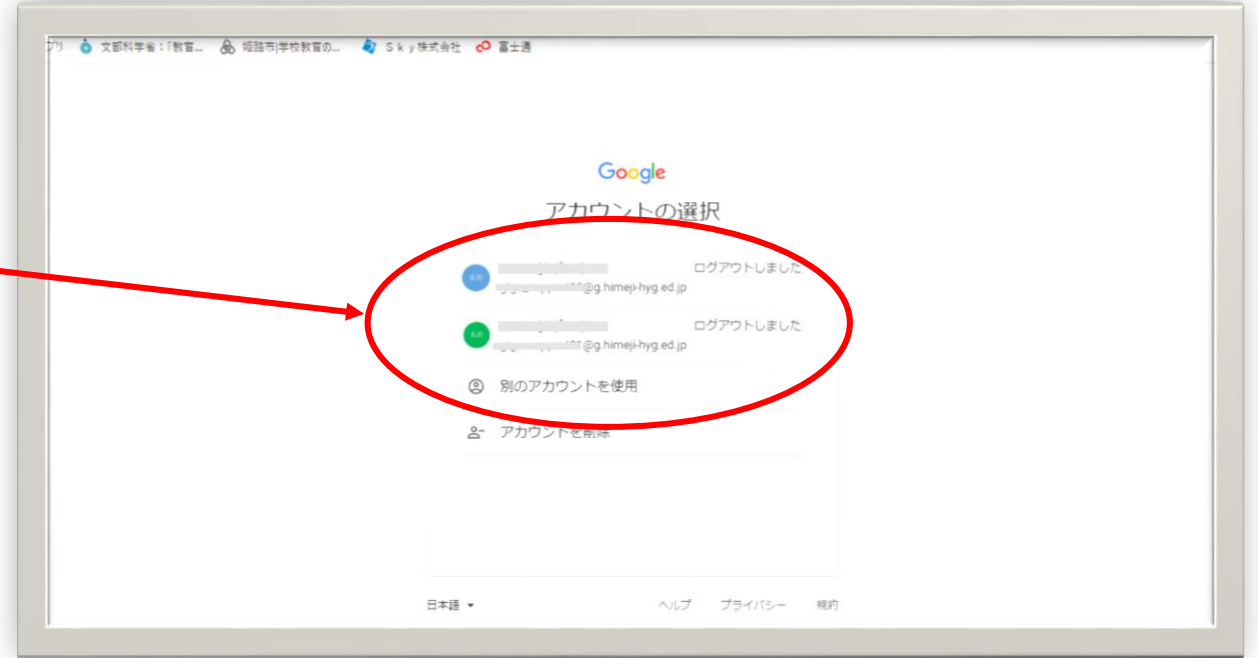 プリ 文部科学省:「教育... 姫路市|学校教育の... Sky株式会社 富士通
Google
アカウントの選択
ログアウトしました
@g.himeji-hyg.ed.jp
ログアウトしました
@g.himeji-hyg.ed.jp
別のアカウントを使用
アカウントを削除
日本語 ヘルプ プライバシー 規約